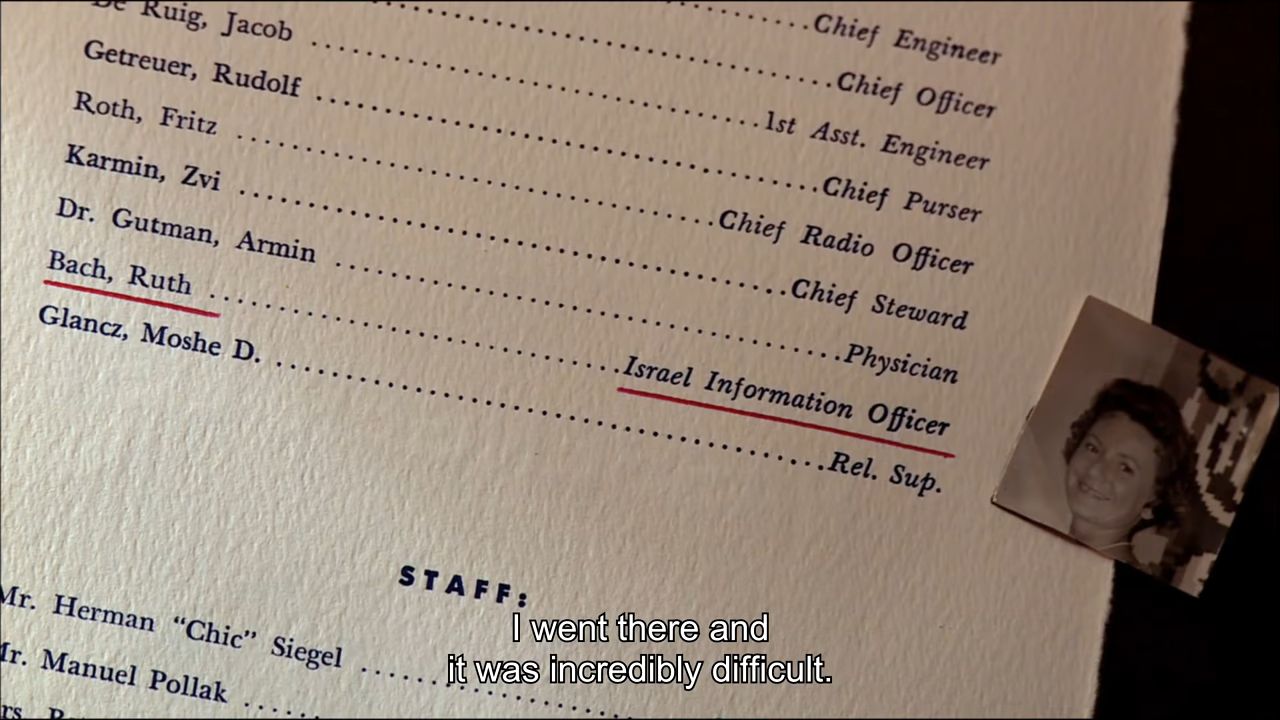 Chief Engineer
Chief Officer
De Ruig, Jacob ........ 1st Asst. Engineer
Getreuer, Rudolf ........ Chief Purser
Roth, Fritz ........ Chief Radio Officer
Karmin, Zvi ........ Chief Steward
Dr. Gutman, Armin ........ Physician
Bach, Ruth ........ Israel Information Officer
Glancz, Moshe D. ........ Rel. Sup.
STAFF:
Mr. Herman “Chic” Siegel ........
Mr. Manuel Pollak ........
I went there and
it was incredibly difficult.